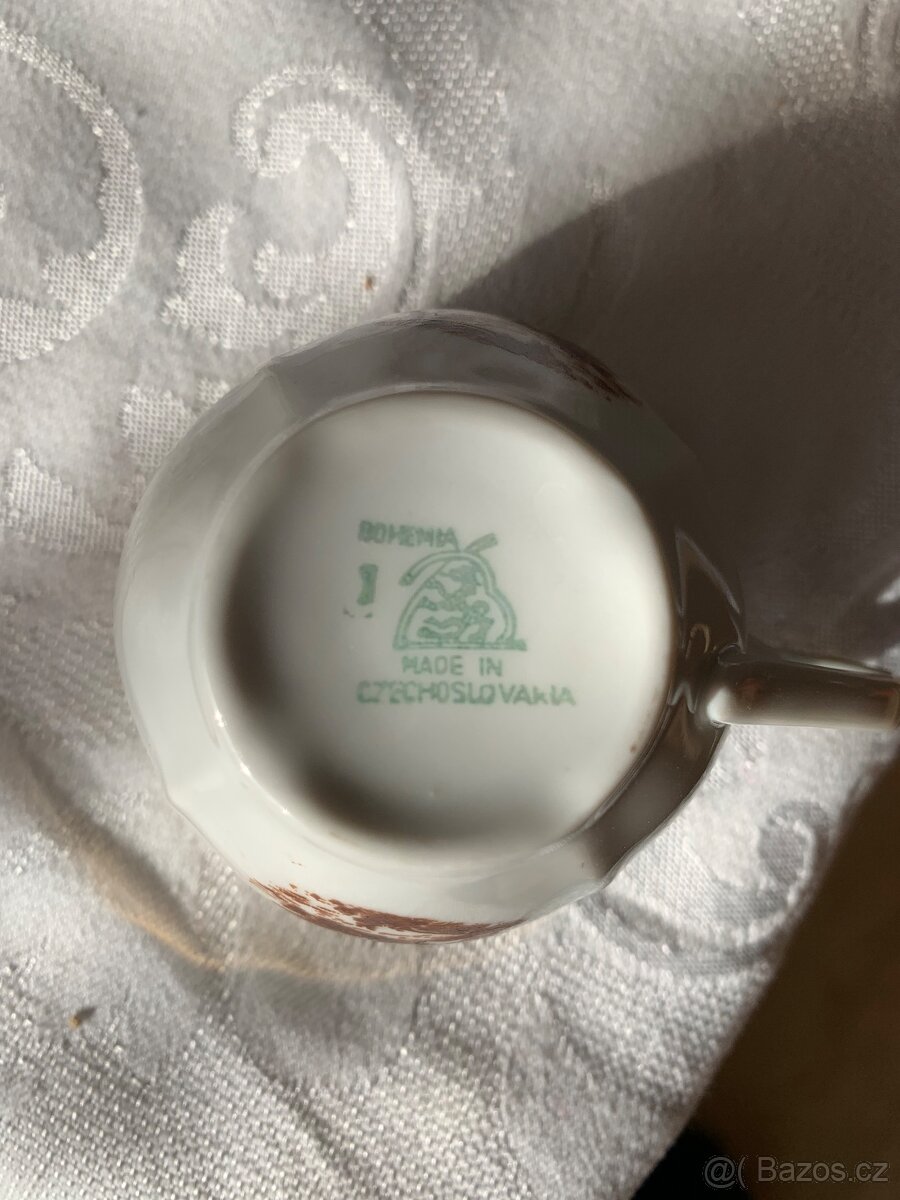 BOHEMIA
MADE IN
CZECHOSLOVAKIA
@( Bazos.cz